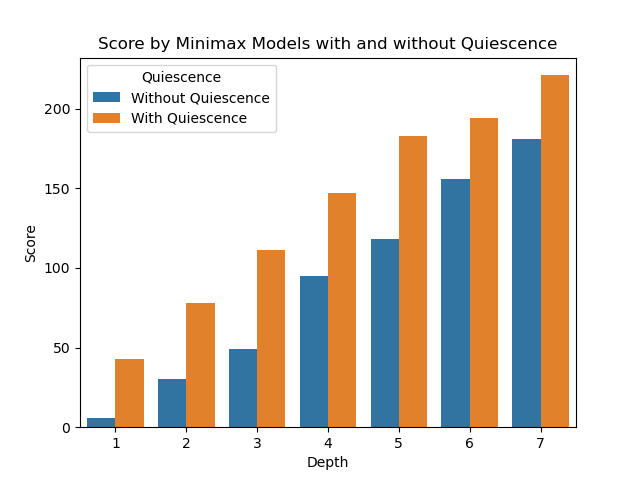 Score by Minimax Models with and without Quiescence
Quiescence
Without Quiescence
With Quiescence
200
150
100
50
0
Score
1 2 3 4 5 6 7
Depth